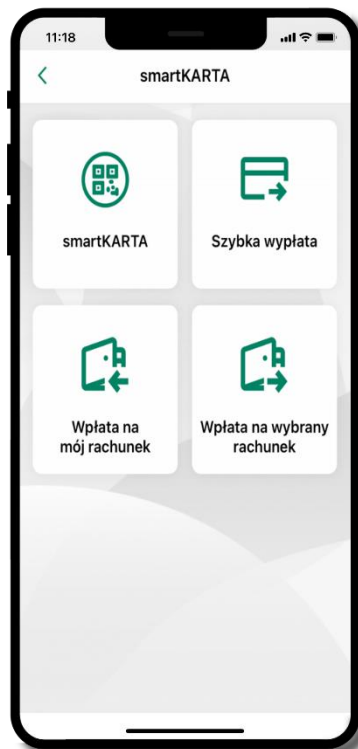 11:18
smartKARTA
smartKARTA
Szybka wypłata
Wpłata na
mój rachunek
Wpłata na wybrany
rachunek